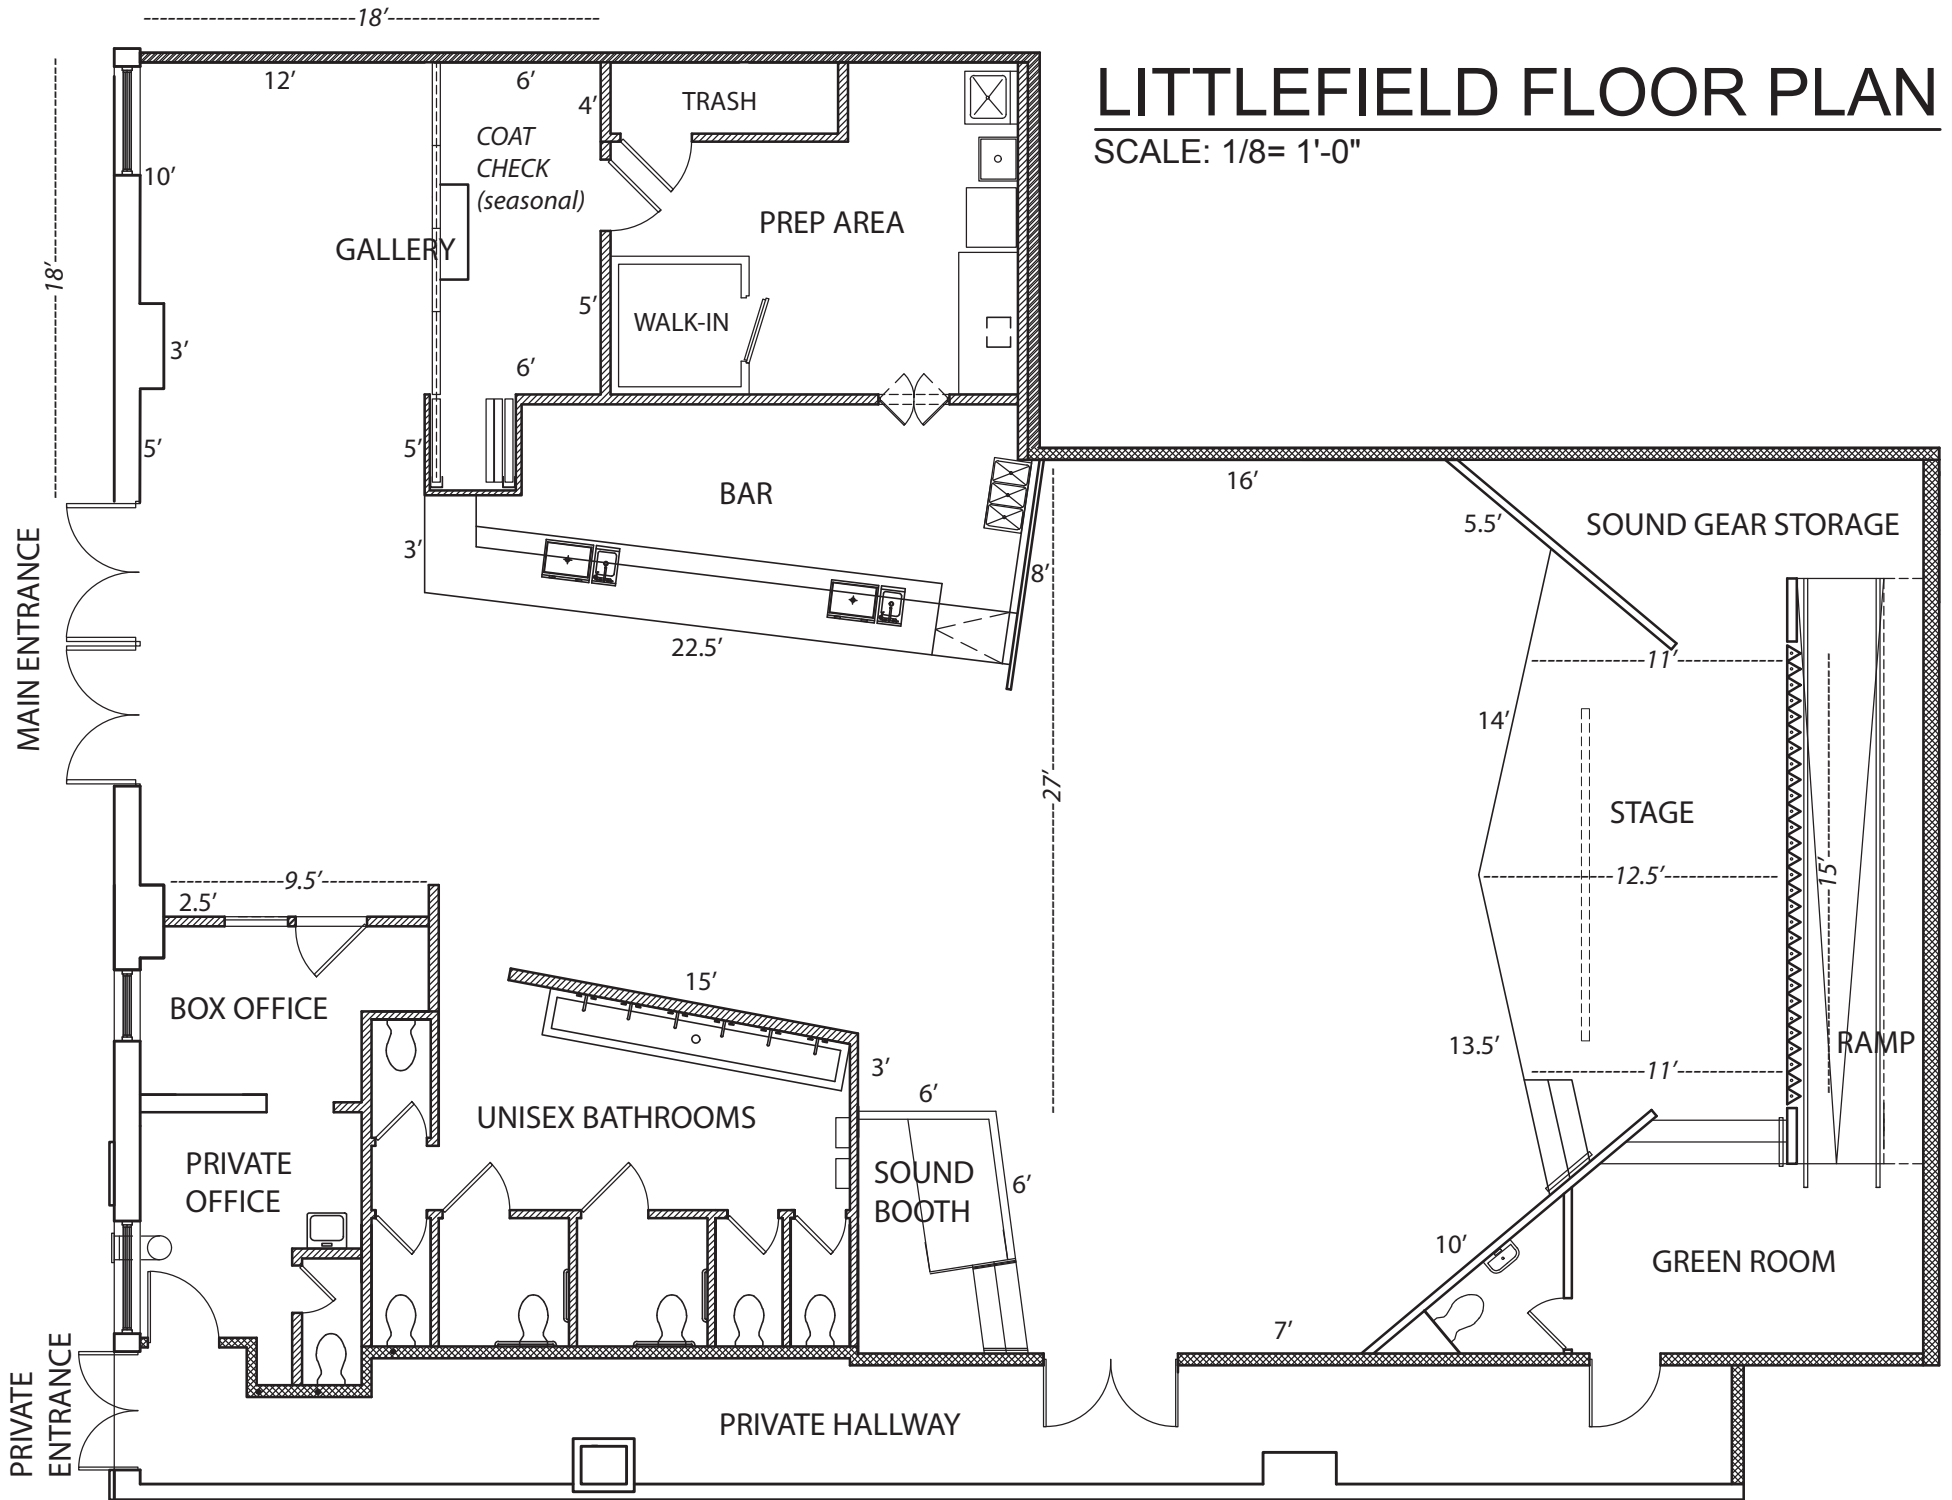 18’
LITTLEFIELD FLOOR PLAN
SCALE: 1/8= 1'-0"
12’
6’
4’
TRASH
COAT
CHECK
(seasonal)
10’
18’
GALLERY
PREP AREA
5’
WALK-IN
3’
6’
5’
5’
BAR
16’
5.5’
SOUND GEAR STORAGE
MAIN ENTRANCE
3’
8’
22.5’
11’
14’
27’
STAGE
9.5’
2.5’
12.5’
15’
15’
BOX OFFICE
13.5’
RAMP
3’
11’
6’
UNISEX BATHROOMS
PRIVATE
OFFICE
SOUND
BOOTH
6’
10’
GREEN ROOM
7’
PRIVATE
ENTRANCE
PRIVATE HALLWAY